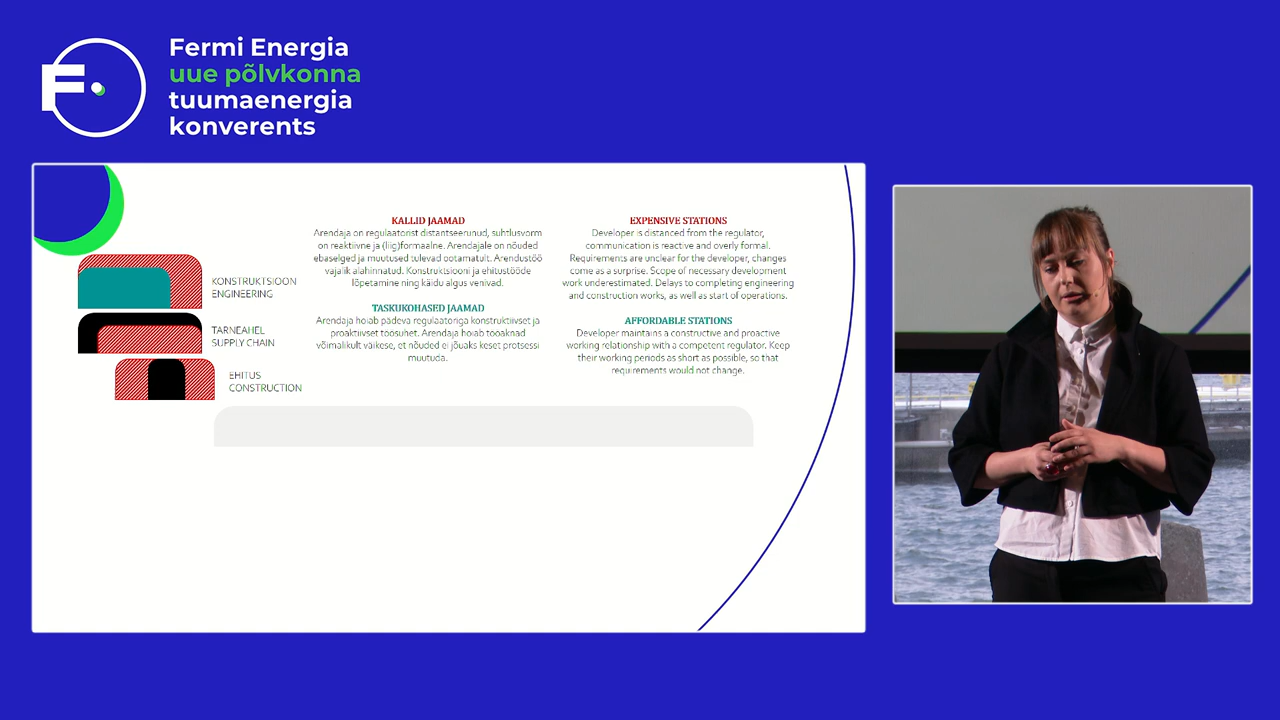 Fermi Energia
uue põlvkonna
tuumaenergia
konverents
KONSTRUKTSIOON
ENGINEERING
TARNEAHEL
SUPPLY CHAIN
EHITUS
CONSTRUCTION
KALLID JAAMAD
Arendaja on regulaatorist distantseerunud, suhtlusvorm
on reaktiivne ja (liig)formaalne. Arendajale on nõuded
ebaselged ja muutused tulevad ootamatult. Arendustöö
vajalik alahinnatud. Konstruktsiooni ja ehitustööde
lõpetamine ning käidu algus venivad.
TASKUKOHASED JAAMAD
Arendaja hoiab pädeva regulaatoriga konstruktiivset ja
proaktiivset töösuhet. Arendaja hoiab tööaknad
võimalikult väikese, et nõuded ei jõuaks keset protsessi
muutuda.
EXPENSIVE STATIONS
Developer is distanced from the regulator,
communication is reactive and overly formal.
Requirements are unclear for the developer, changes
come as a surprise. Scope of necessary development
work underestimated. Delays to completing engineering
and construction works, as well as start of operations.
AFFORDABLE STATIONS
Developer maintains a constructive and proactive
working relationship with a competent regulator. Keep
their working periods as short as possible, so that
requirements would not change.